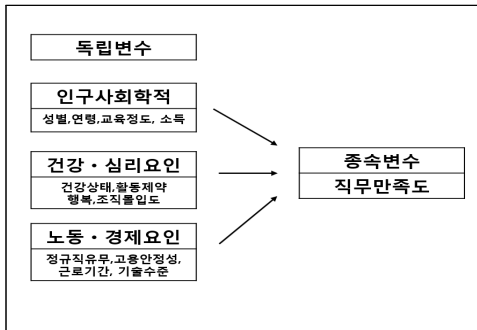 독립변수
인구사회학적
성별,연령,교육정도, 소득
건강·심리요인
건강상태,활동제약
행복,조직몰입도
노동·경제요인
정규직유무,고용안정성,
근로기간, 기술수준
종속변수
직무만족도